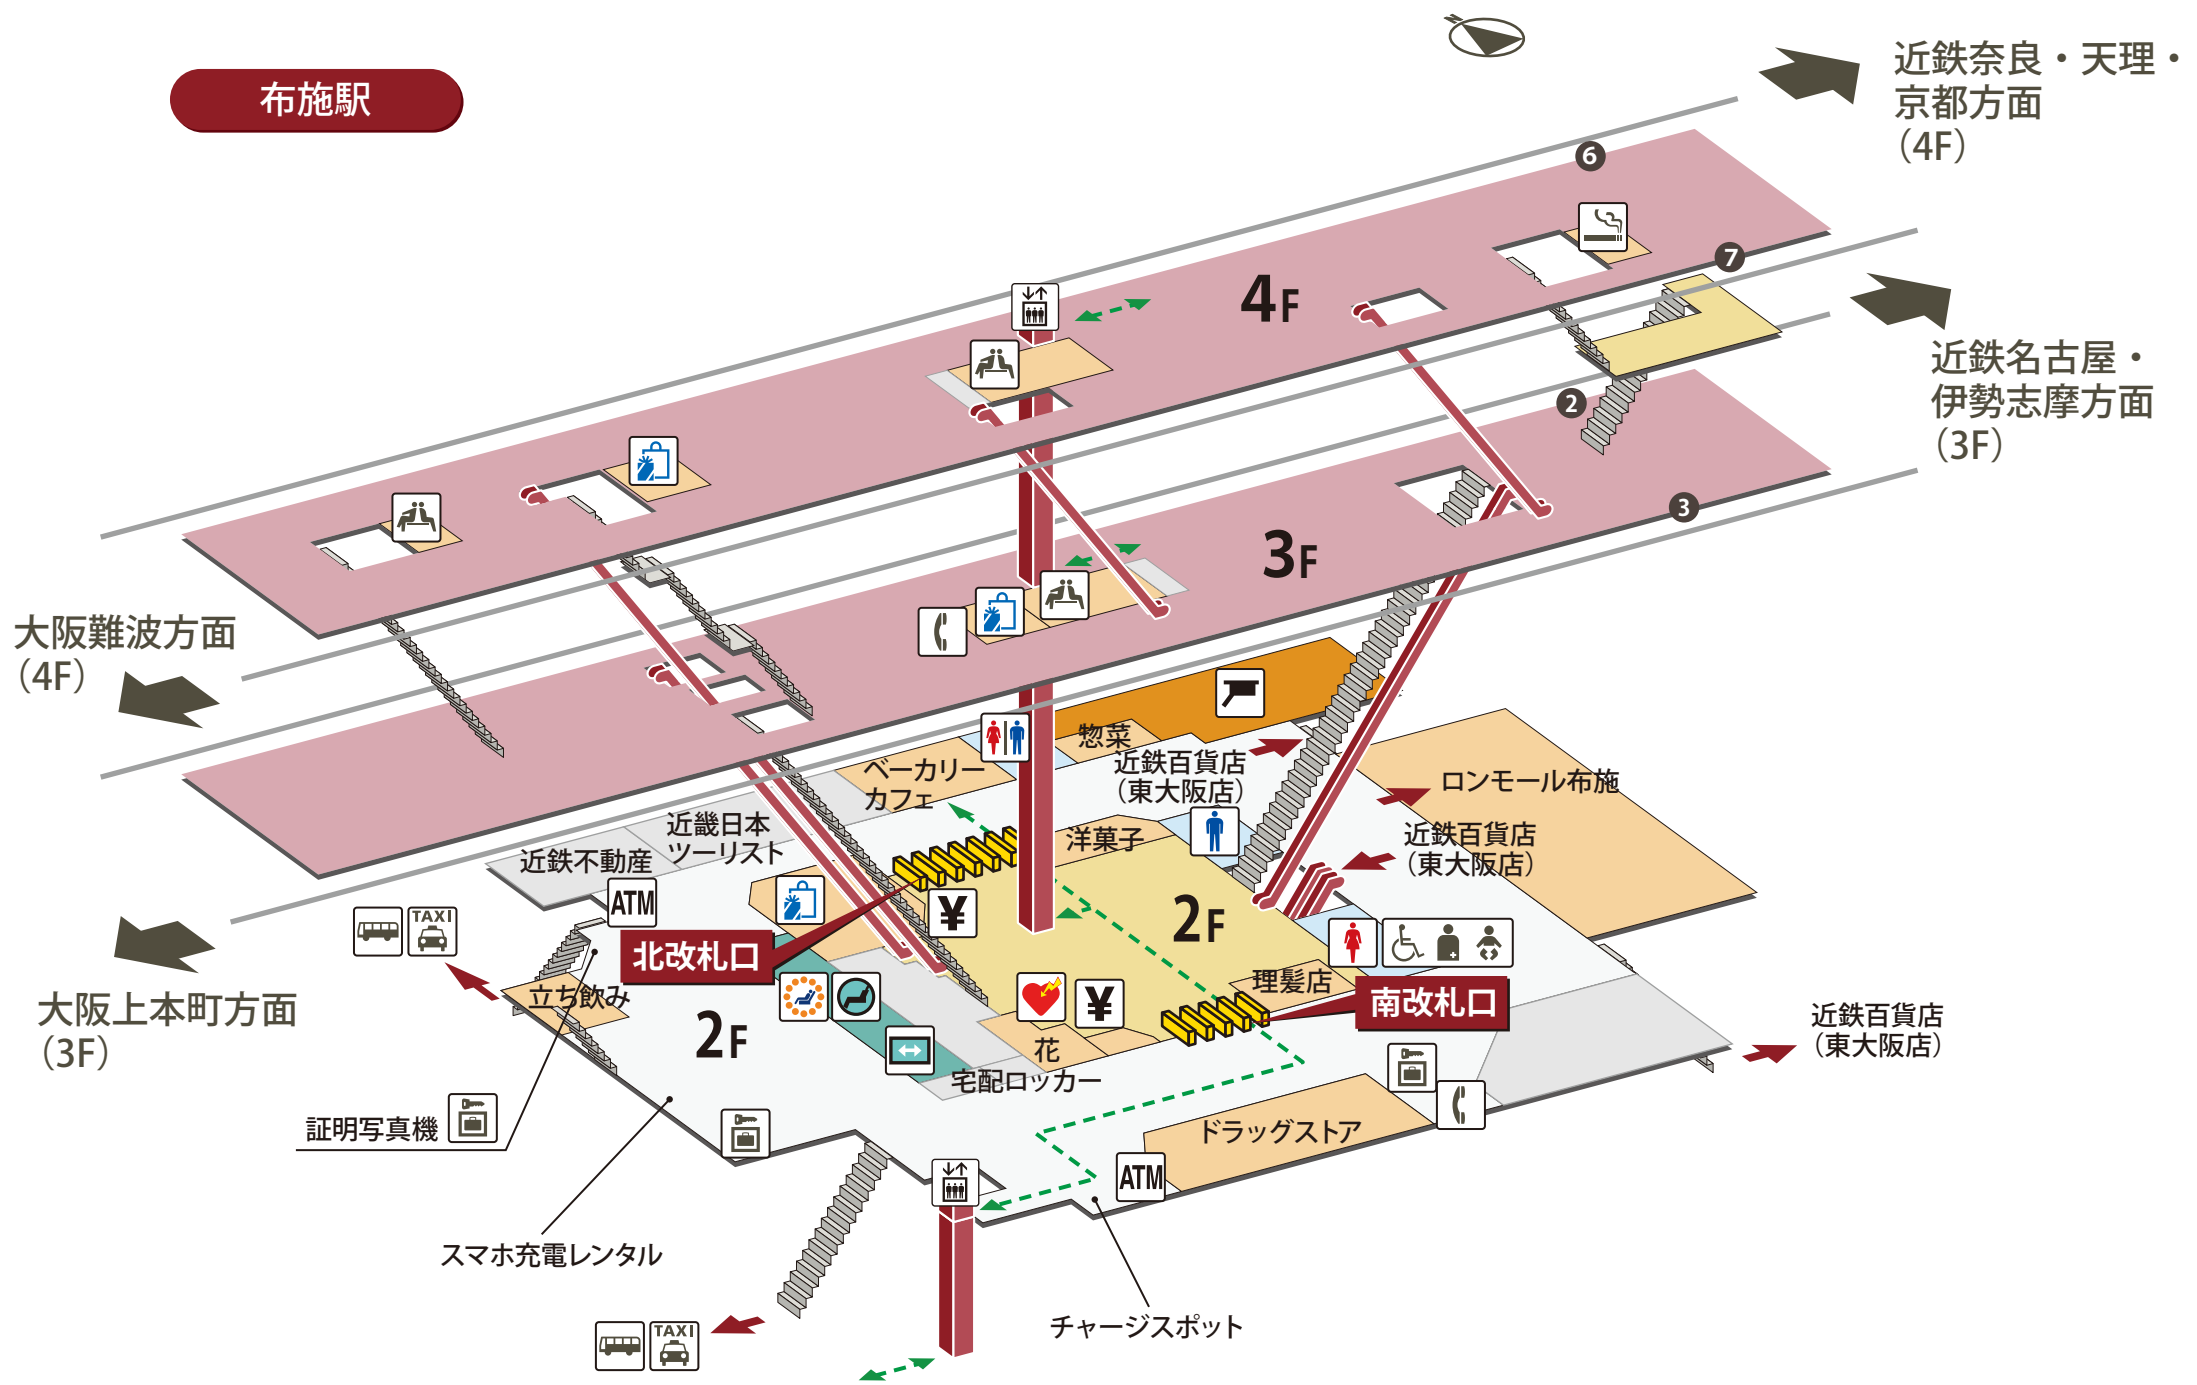 布施駅
近鉄奈良・天理・
京都方面
（4F）
6
7
4F
近鉄名古屋・
伊勢志摩方面
（3F）
2
3
3F
大阪難波方面
（4F）
大阪上本町方面
（3F）
惣菜
ベーカリー
カフェ
近鉄百貨店
（東大阪店）
ロンモール布施
近畿日本
ツーリスト
近鉄不動産
洋菓子
近鉄百貨店
（東大阪店）
ATM
TAXI
¥
2F
北改札口
立ち飲み
理髪店
南改札口
¥
2F
花
宅配ロッカー
近鉄百貨店
（東大阪店）
証明写真機
ドラッグストア
ATM
スマホ充電レンタル
チャージスポット
TAXI
N